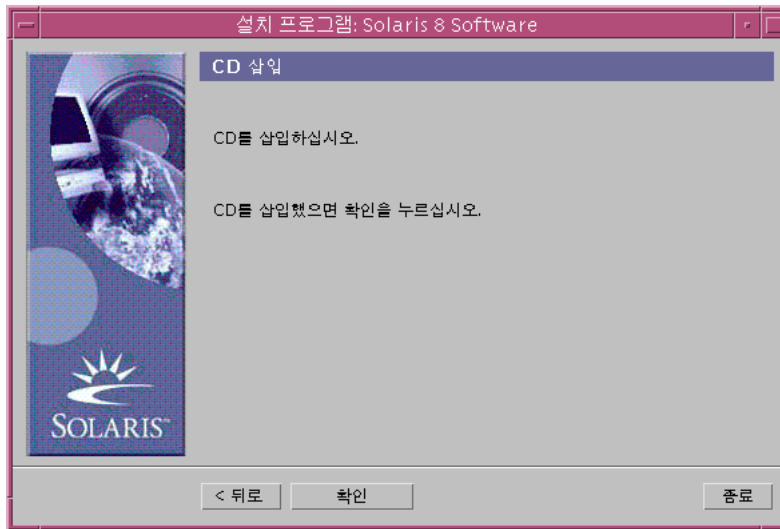 설치 프로그램: Solaris 8 Software
CD 삽입
CD를 삽입하십시오.
CD를 삽입했으면 확인을 누르십시오.
SOLARIS™
< 뒤로
확인
종료